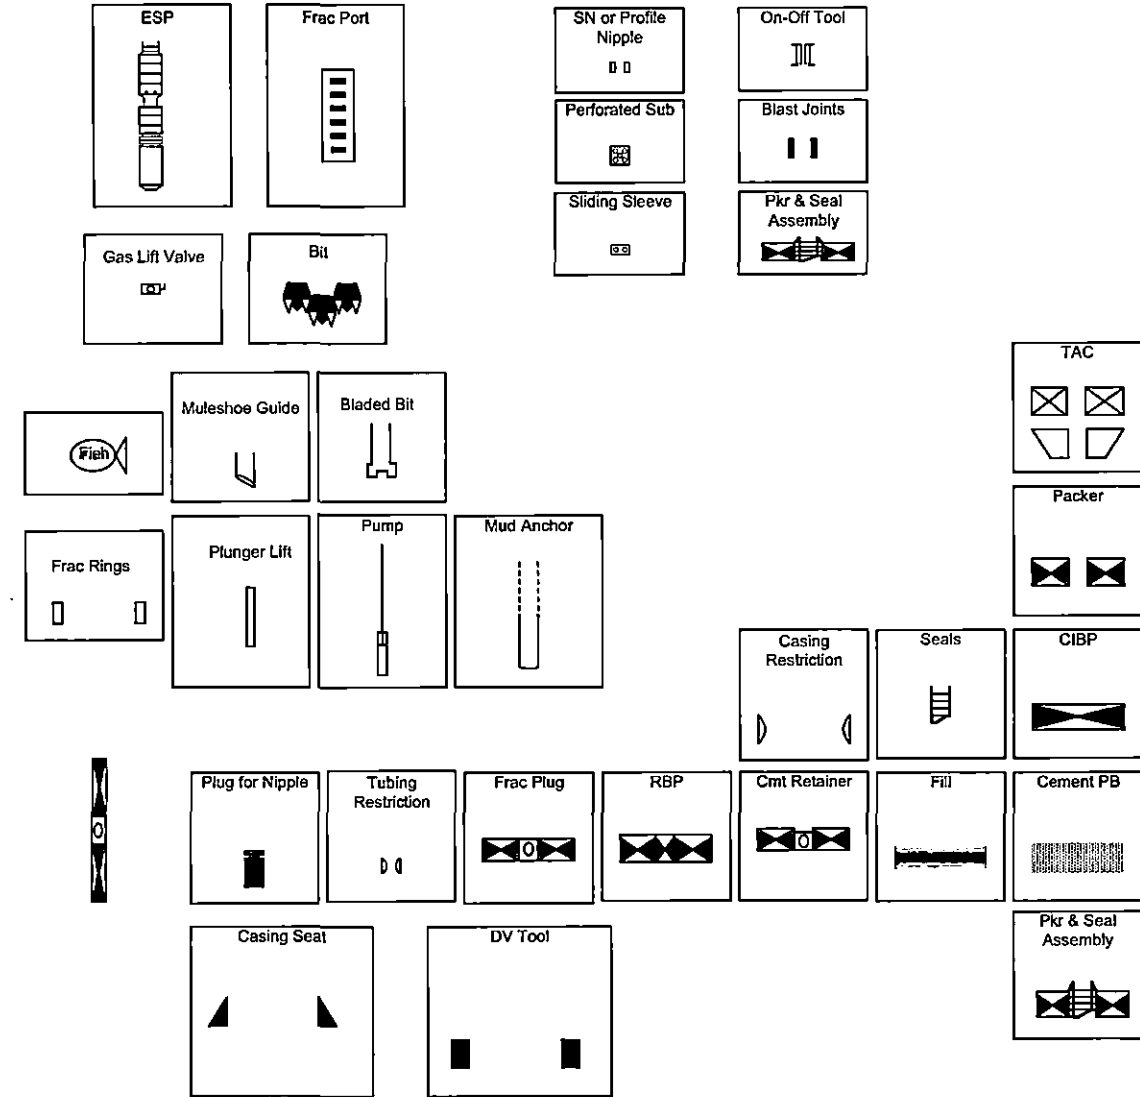 ESP
Frac Port
SN or Profile
Nipple
On-Off Tool
Perforated Sub
Blast Joints
Sliding Sleeve
Pkr & Seal
Assembly
Gas Lift Valve
Bit
TAC
Muleshoe Guide
Bladed Bit
Fish
Packer
Frac Rings
Plunger Lift
Pump
Mud Anchor
Casing
Restriction
Seals
CIBP
Plug for Nipple
Tubing
Restriction
Frac Plug
RBP
Cmt Retainer
Fill
Cement PB
Casing Seat
DV Tool
Pkr & Seal
Assembly